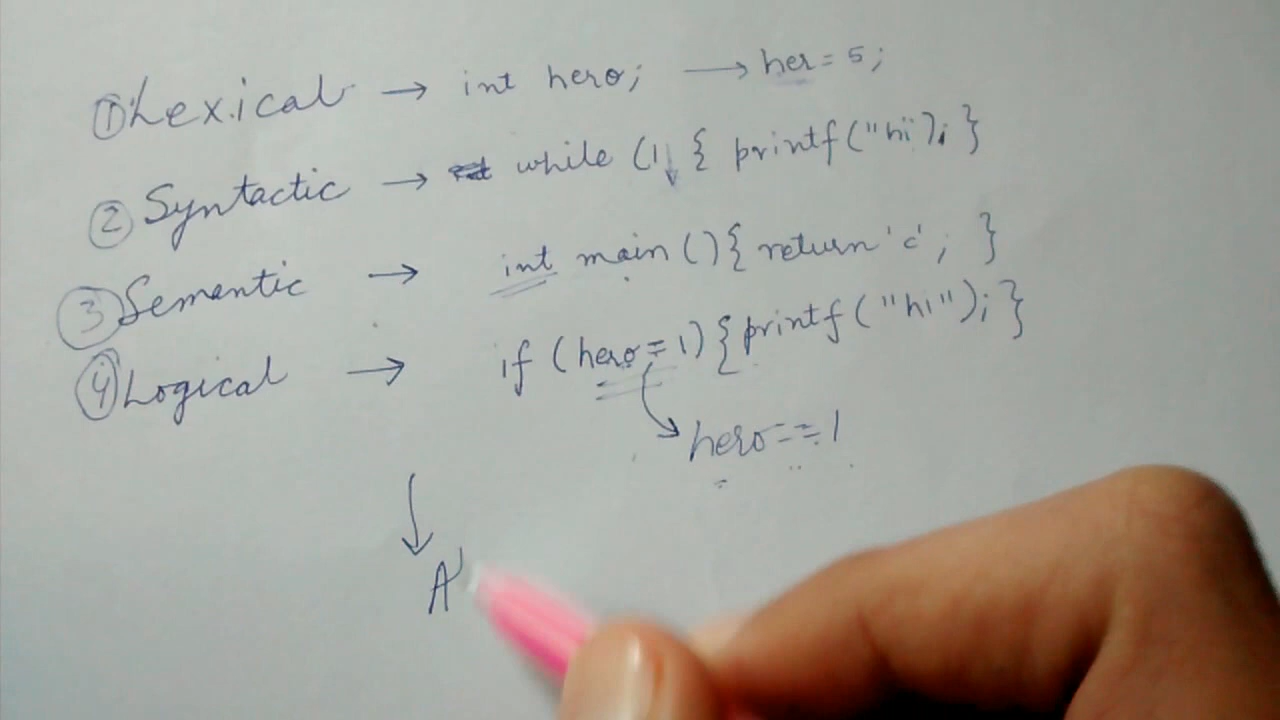 ① Lexical → int hero; → her = 5;
② Syntactic → while (1 ↓ { printf("hi"); }
③ Semantic → int main(){ return 'c'; }
④ Logical → if (hero = 1) { printf("hi"); }
hero == 1
↓
A